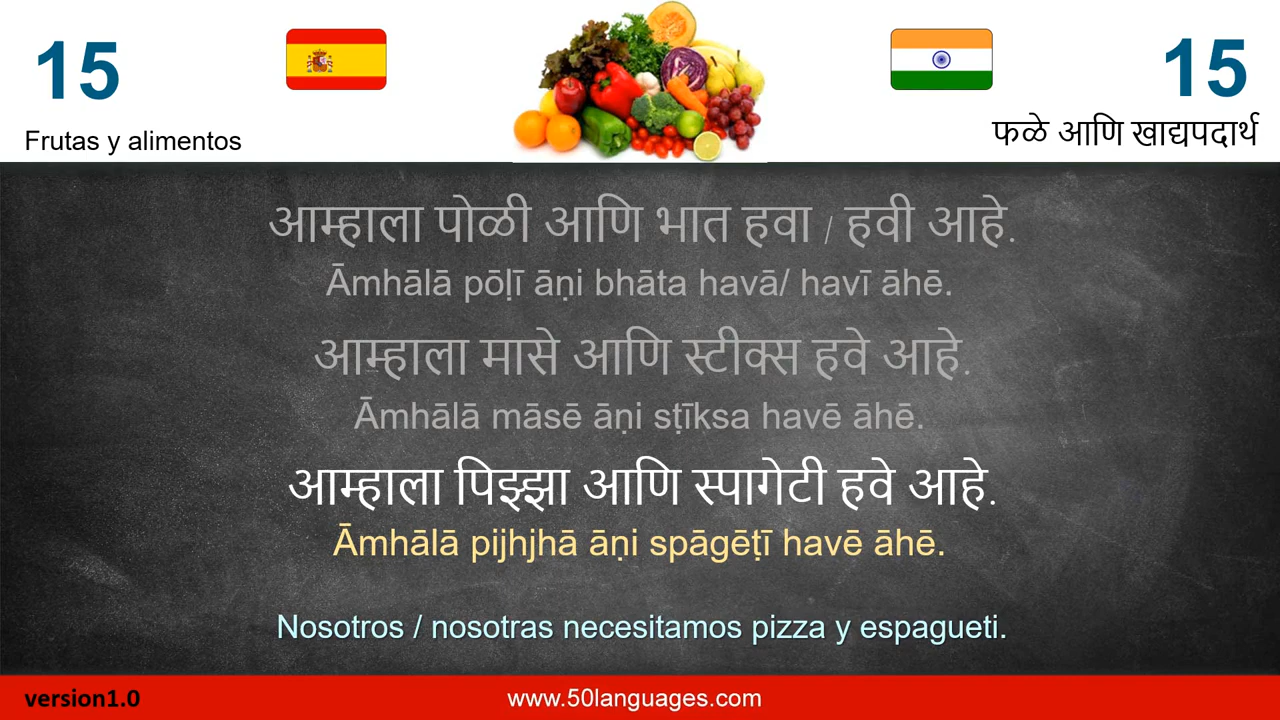 15
15
Frutas y alimentos
फळे आणि खाद्यपदार्थ
आम्हाला पोळी आणि भात हवा / हवी आहे.
Āmhālā pōḷī āṇi bhāta havā/ havī āhē.
आम्हाला मासे आणि स्टीक्स हवे आहे.
Āmhālā māsē āṇi sṭīksa havē āhē.
आम्हाला पिझ्झा आणि स्पागेटी हवे आहे.
Āmhālā pijhjhā āṇi spāgēṭī havē āhē.
Nosotros / nosotras necesitamos pizza y espagueti.
version1.0
www.50languages.com